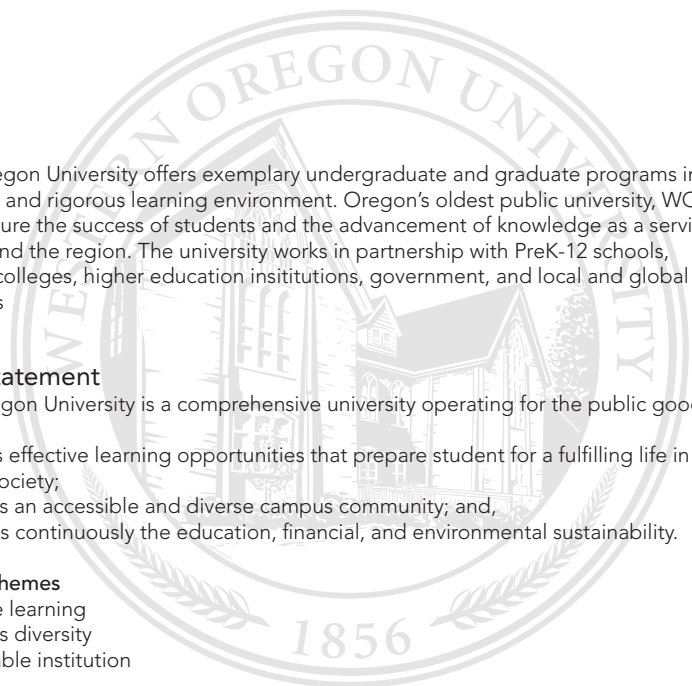 WESTERN OREGON UNIVERSITY
egon University offers exemplary undergraduate and graduate programs in
and rigorous learning environment. Oregon’s oldest public university, WO
ure the success of students and the advancement of knowledge as a servi
nd the region. The university works in partnership with PreK-12 schools,
colleges, higher education insititutions, government, and local and global
s
tatement
gon University is a comprehensive university operating for the public good
s effective learning opportunities that prepare student for a fulfilling life in
ociety;
s an accessible and diverse campus community; and,
s continuously the education, financial, and environmental sustainability.
hemes
e learning
s diversity
ble institution
1856